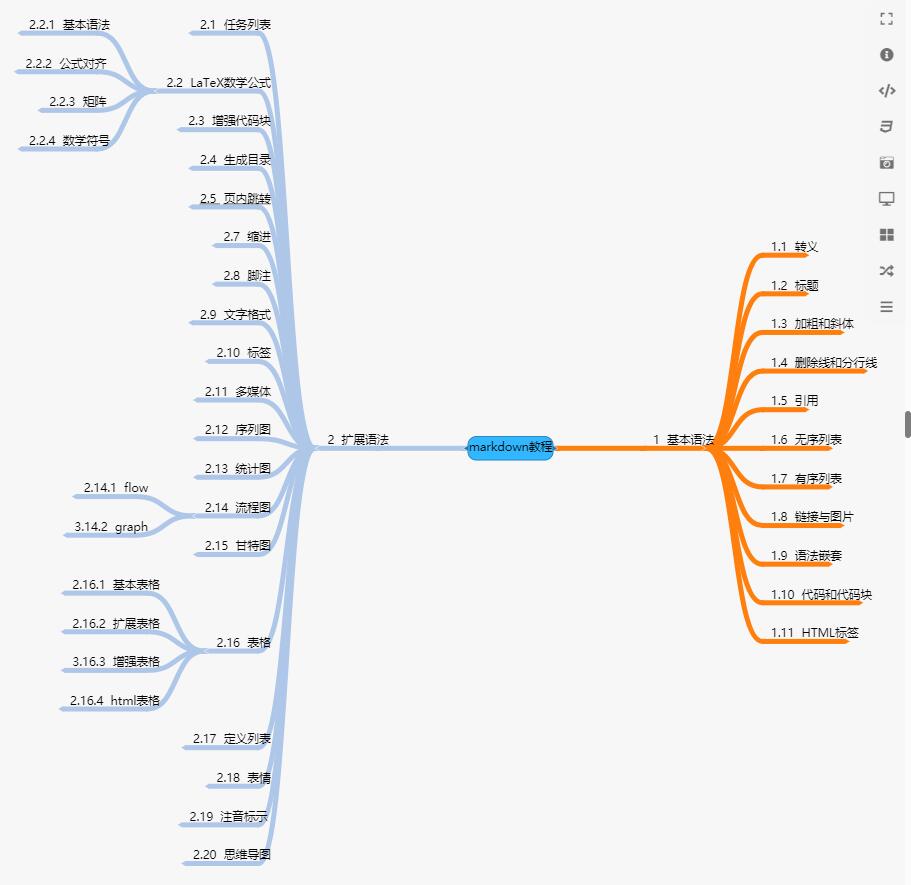 markdown教程
1 基本语法
1.1 转义
1.2 标题
1.3 加粗和斜体
1.4 删除线和分行线
1.5 引用
1.6 无序列表
1.7 有序列表
1.8 链接与图片
1.9 语法嵌套
1.10 代码和代码块
1.11 HTML标签
2 扩展语法
2.1 任务列表
2.2 LaTeX数学公式
2.2.1 基本语法
2.2.2 公式对齐
2.2.3 矩阵
2.2.4 数学符号
2.3 增强代码块
2.4 生成目录
2.5 页内跳转
2.7 缩进
2.8 脚注
2.9 文字格式
2.10 标签
2.11 多媒体
2.12 序列图
2.13 统计图
2.14 流程图
2.14.1 flow
3.14.2 graph
2.15 甘特图
2.16 表格
2.16.1 基本表格
2.16.2 扩展表格
3.16.3 增强表格
2.16.4 html表格
2.17 定义列表
2.18 表情
2.19 注音标示
2.20 思维导图